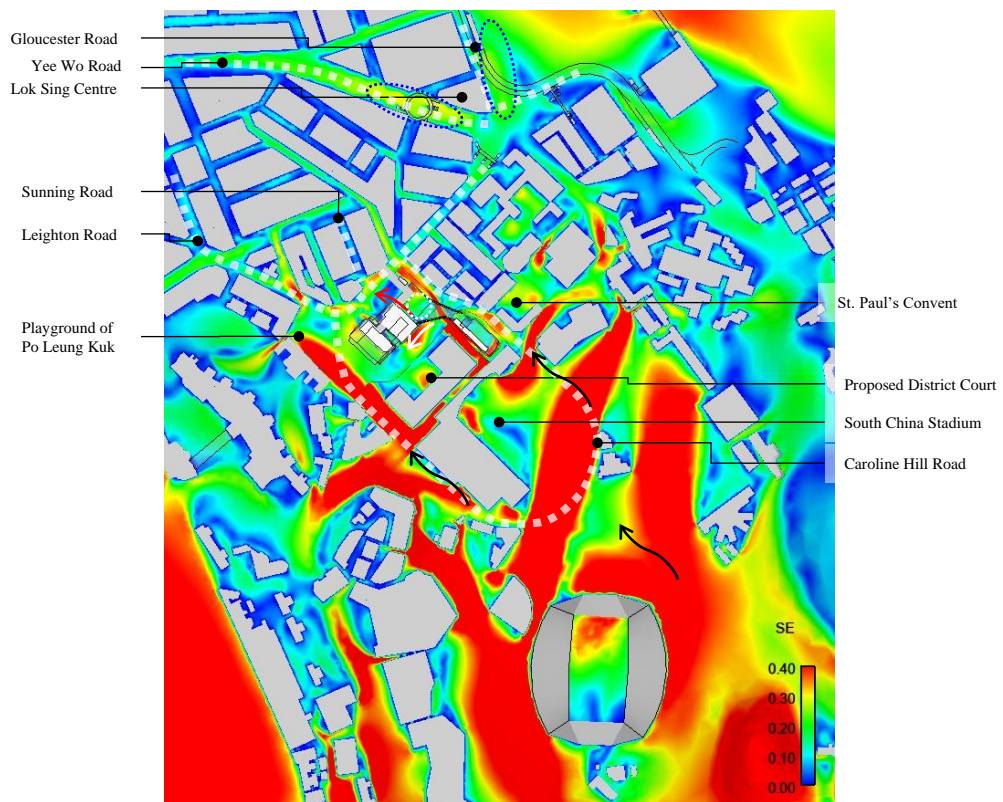 Gloucester Road
Yee Wo Road
Lok Sing Centre
Sunning Road
Leighton Road
Playground of
Po Leung Kuk
St. Paul's Convent
Proposed District Court
South China Stadium
Caroline Hill Road
SE
0.40
0.30
0.20
0.10
0.00